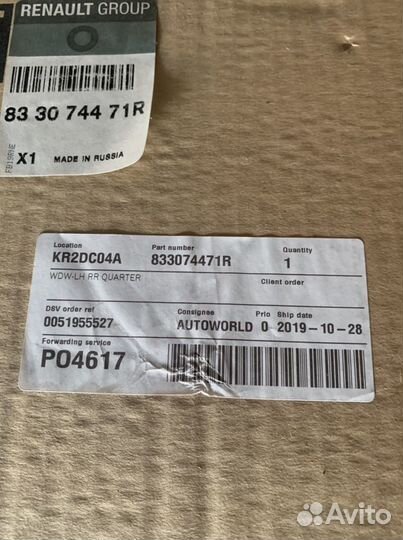 RENAULT GROUP
83 30 744 71R
X1 MADE IN RUSSIA
Location Part number Quantity
KR2DC04A 833074471R 1
WDW-LH RR QUARTER Client order
DSV order ref Consignee Prio Ship date
0051955527 AUTOWORLD 0 2019-10-28
Forwarding service
PO4617
Avito